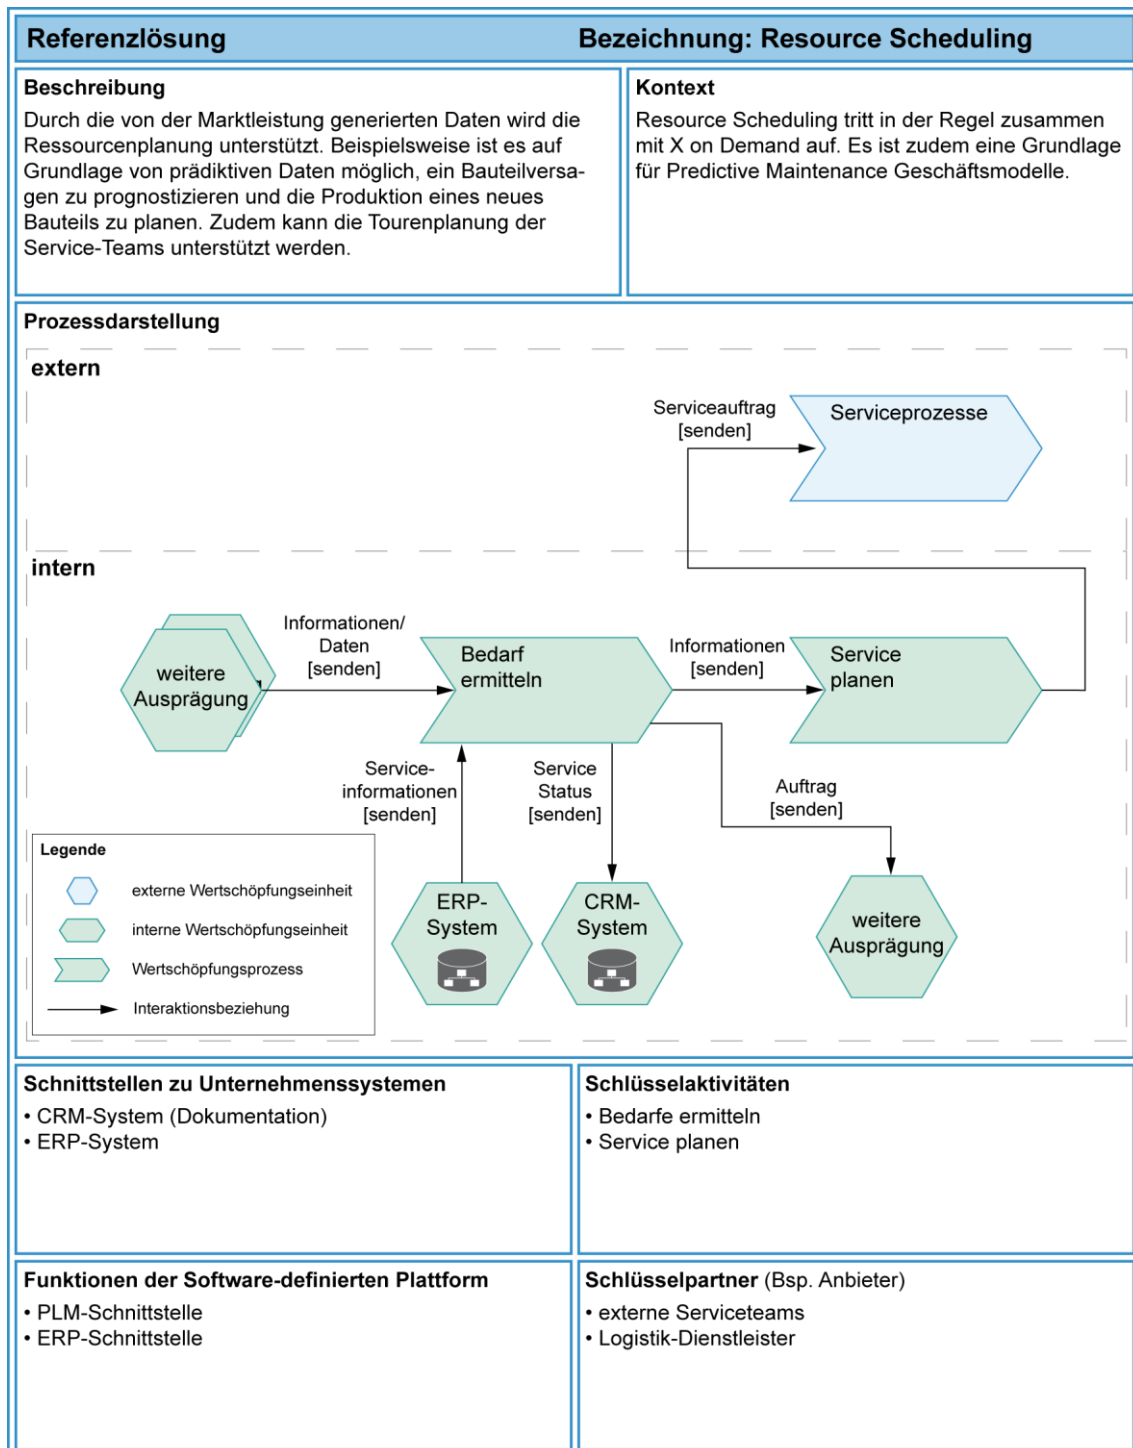 Referenzlösung
Bezeichnung: Resource Scheduling
Beschreibung
Durch die von der Marktleistung generierten Daten wird die
Ressourcenplanung unterstützt. Beispielsweise ist es auf
Grundlage von prädiktiven Daten möglich, ein Bauteilversa-
gen zu prognostizieren und die Produktion eines neues
Bauteils zu planen. Zudem kann die Tourenplanung der
Service-Teams unterstützt werden.
Kontext
Resource Scheduling tritt in der Regel zusammen
mit X on Demand auf. Es ist zudem eine Grundlage
für Predictive Maintenance Geschäftsmodelle.
Prozessdarstellung
extern
Serviceauftrag
[senden]
Serviceprozesse
intern
weitere
Ausprägung
Informationen/
Daten
[senden]
Bedarf
ermitteln
Informationen
[senden]
Service
planen
Service-
informationen
[senden]
Service
Status
[senden]
Auftrag
[senden]
ERP-
System
CRM-
System
weitere
Ausprägung
Legende
externe Wertschöpfungseinheit
interne Wertschöpfungseinheit
Wertschöpfungsprozess
Interaktionsbeziehung
Schnittstellen zu Unternehmenssystemen
• CRM-System (Dokumentation)
• ERP-System
Schlüsselaktivitäten
• Bedarfe ermitteln
• Service planen
Funktionen der Software-definierten Plattform
• PLM-Schnittstelle
• ERP-Schnittstelle
Schlüsselpartner (Bsp. Anbieter)
• externe Serviceteams
• Logistik-Dienstleister